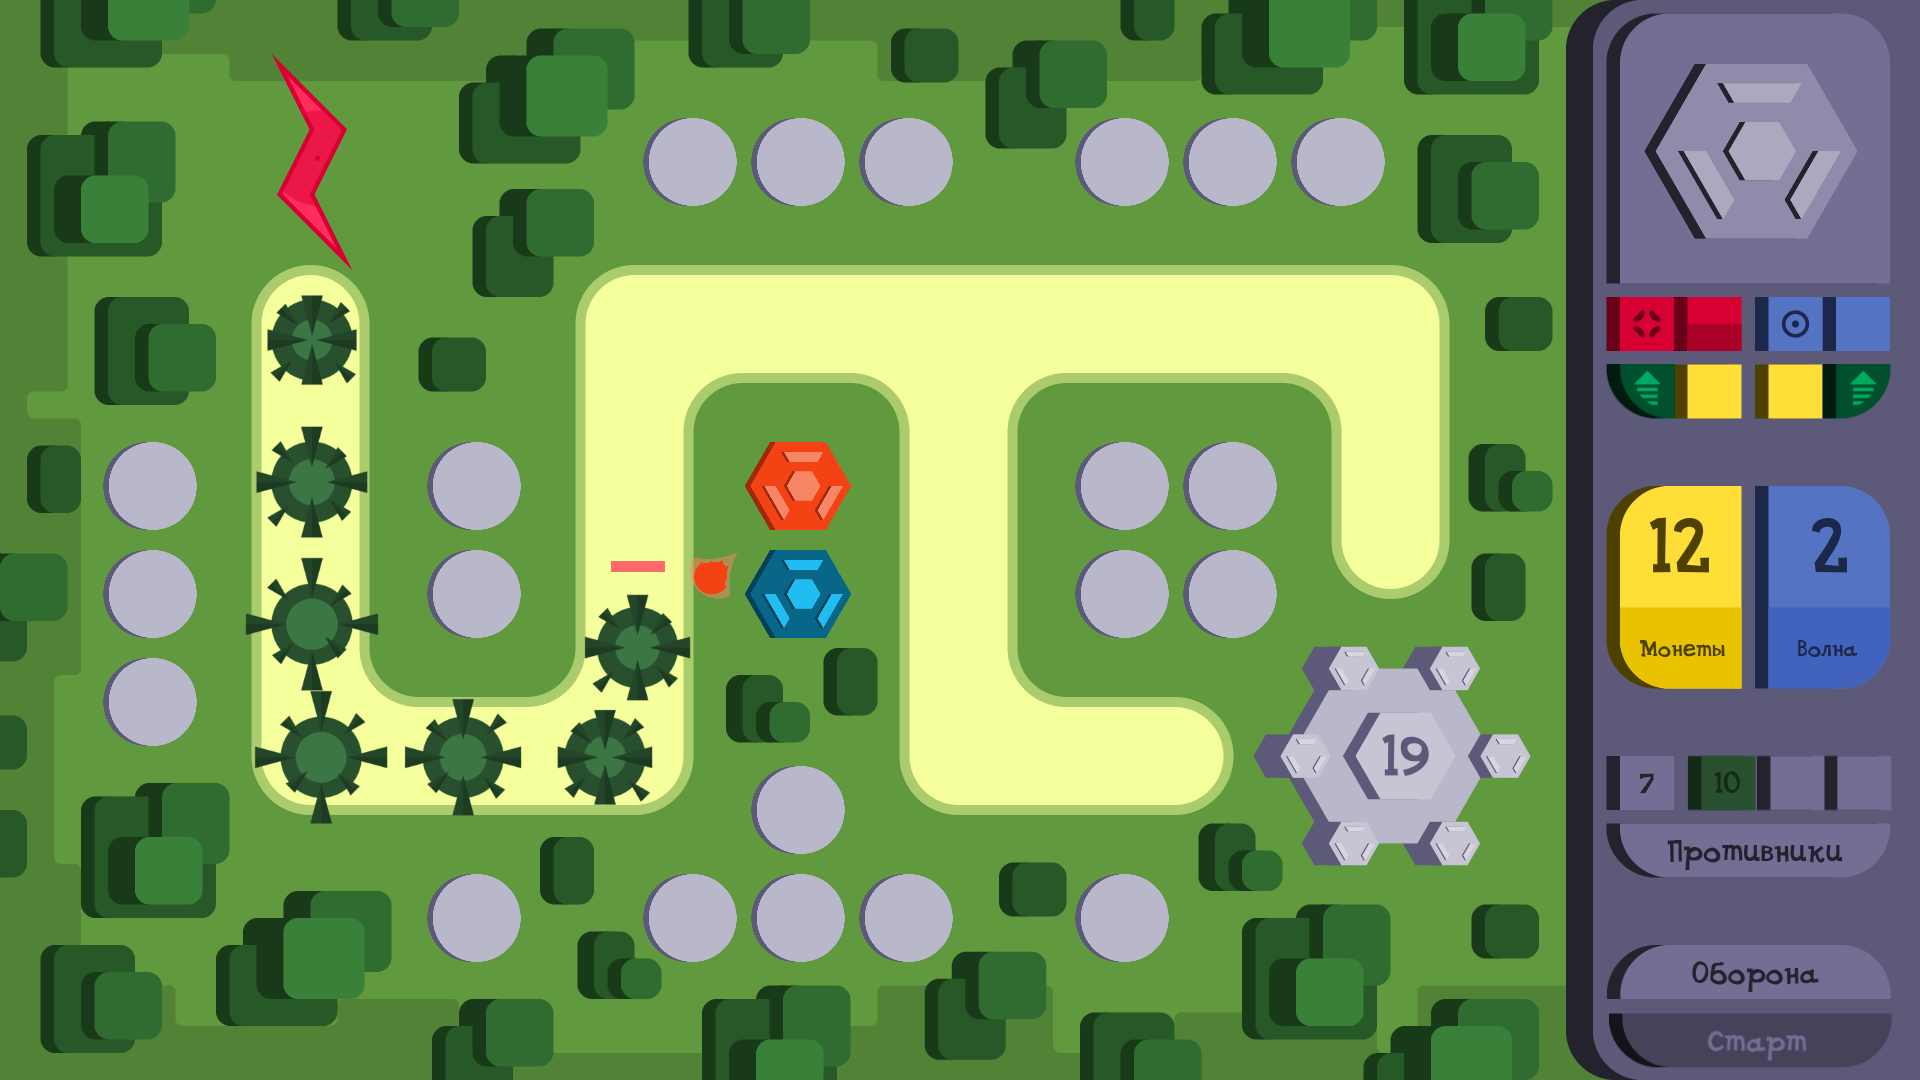 12
2
Монеты
Волна
19
7
10
Противники
Оборона
Старт